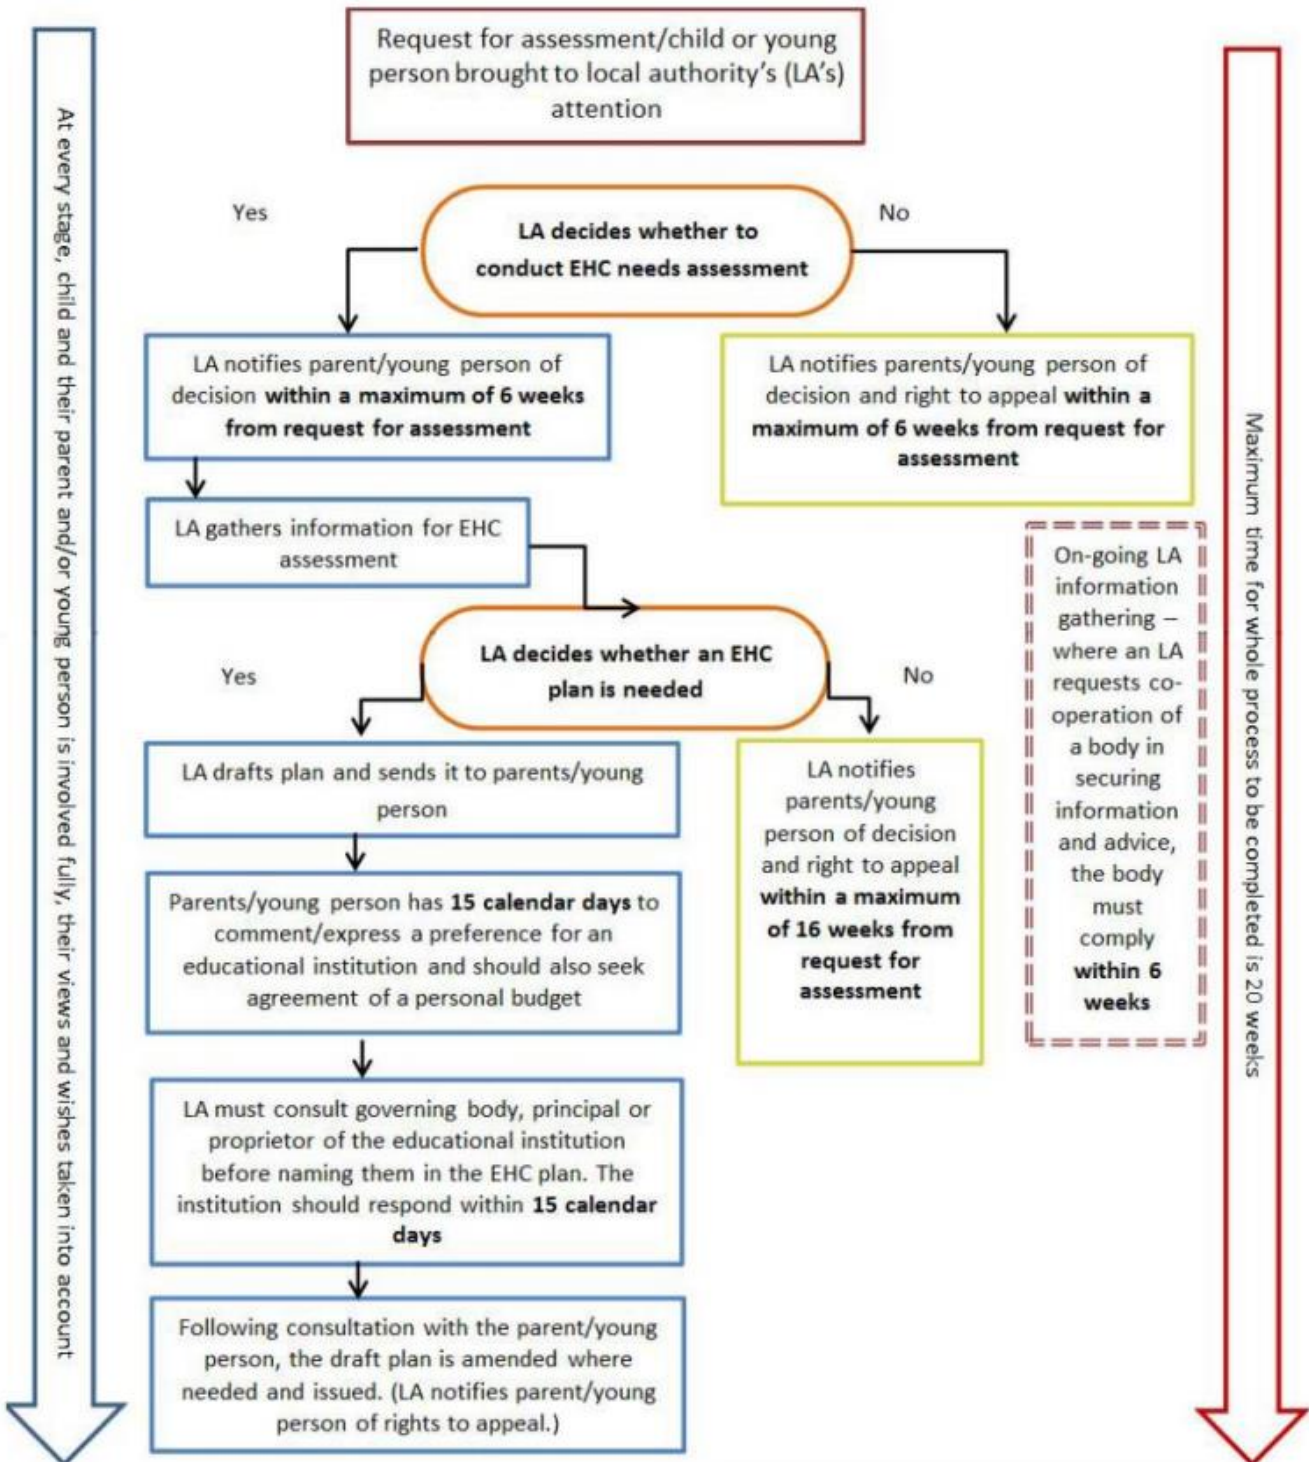 Request for assessment/child or young
person brought to local authority's (LA's)
attention
Yes
No
LA decides whether to
conduct EHC needs assessment
LA notifies parent/young person of
decision within a maximum of 6 weeks
from request for assessment
LA notifies parents/young person of
decision and right to appeal within a
maximum of 6 weeks from request for
assessment
LA gathers information for EHC
assessment
On-going LA
information
gathering –
where an LA
requests co-
operation of
a body in
securing
information
and advice,
the body
must
comply
within 6
weeks
LA decides whether an EHC
plan is needed
Yes
No
LA drafts plan and sends it to parents/young
person
LA notifies
parents/young
person of decision
and right to appeal
within a maximum
of 16 weeks from
request for
assessment
Parents/young person has 15 calendar days to
comment/express a preference for an
educational institution and should also seek
agreement of a personal budget
LA must consult governing body, principal or
proprietor of the educational institution
before naming them in the EHC plan. The
institution should respond within 15 calendar
days
Following consultation with the parent/young
person, the draft plan is amended where
needed and issued. (LA notifies parent/young
person of rights to appeal.)
At every stage, child and their parent and/or young person is involved fully, their views and wishes taken into account
Maximum time for whole process to be completed is 20 weeks